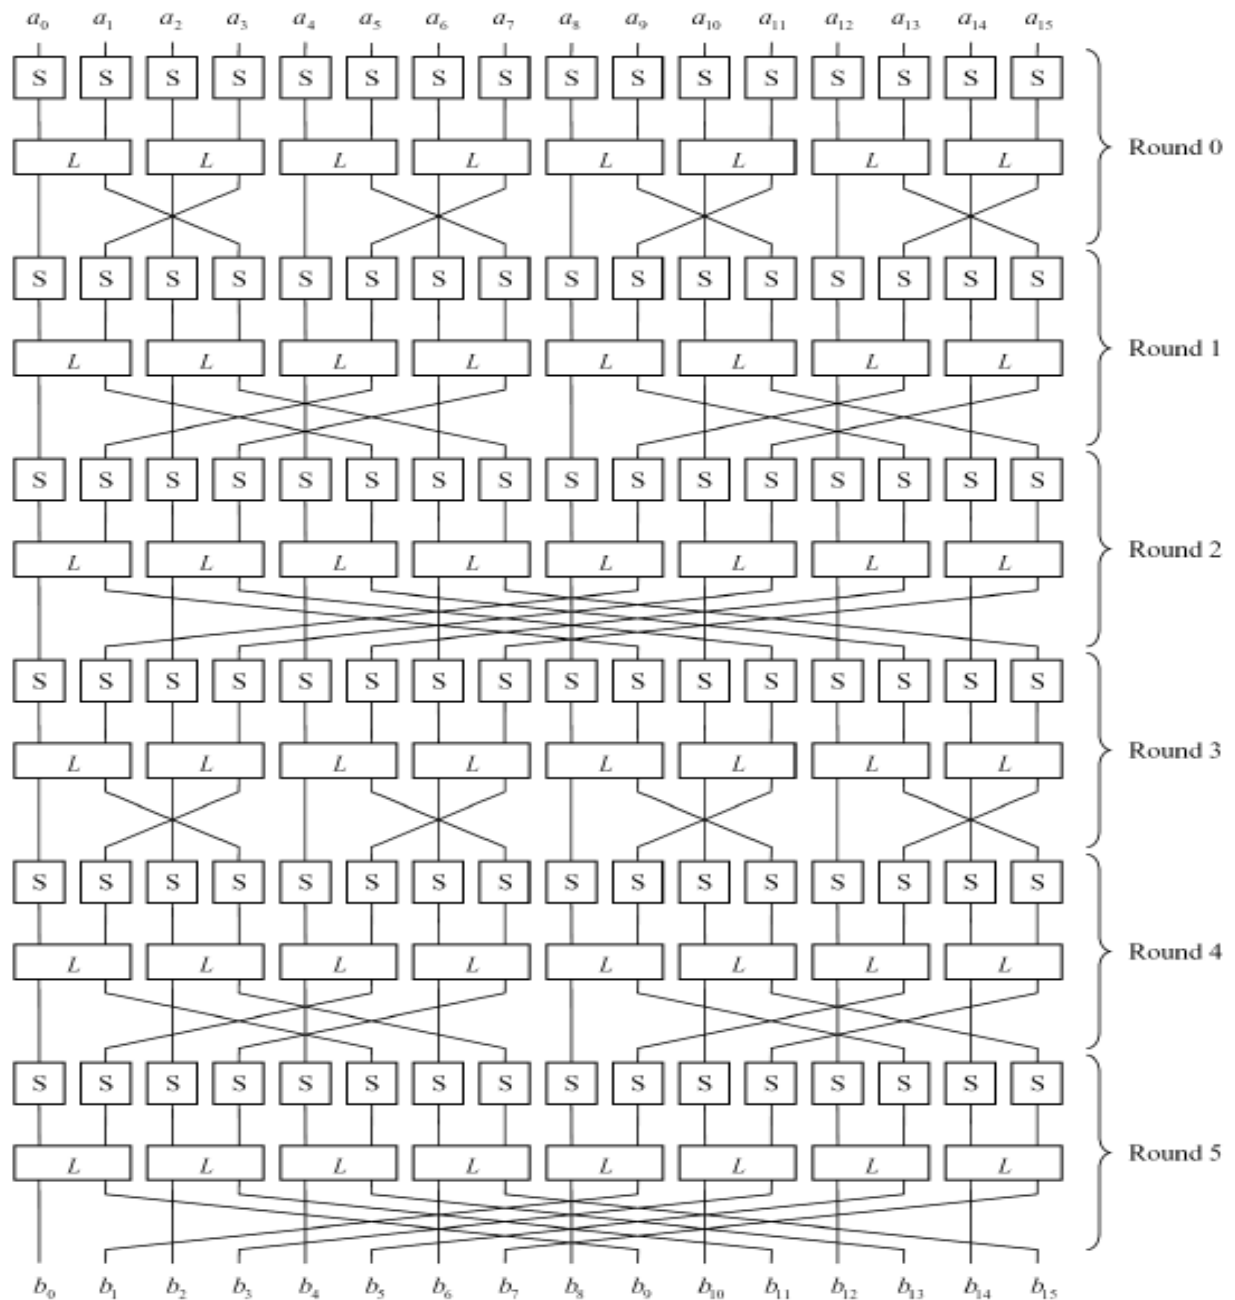 a₀ a₁ a₂ a₃ a₄ a₅ a₆ a₇ a₈ a₉ a₁₀ a₁₁ a₁₂ a₁₃ a₁₄ a₁₅
S S S S S S S S S S S S S S S S
L L L L L L L L Round 0
S S S S S S S S S S S S S S S S
L L L L L L L L Round 1
S S S S S S S S S S S S S S S S
L L L L L L L L Round 2
S S S S S S S S S S S S S S S S
L L L L L L L L Round 3
S S S S S S S S S S S S S S S S
L L L L L L L L Round 4
S S S S S S S S S S S S S S S S
L L L L L L L L Round 5
b₀ b₁ b₂ b₃ b₄ b₅ b₆ b₇ b₈ b₉ b₁₀ b₁₁ b₁₂ b₁₃ b₁₄ b₁₅